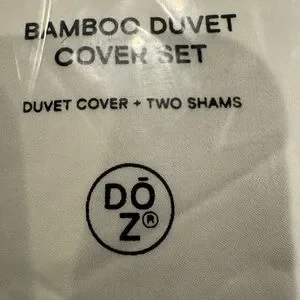 BAMBOO DUVET
COVER SET
DUVET COVER + TWO SHAMS
DŌ
Z®